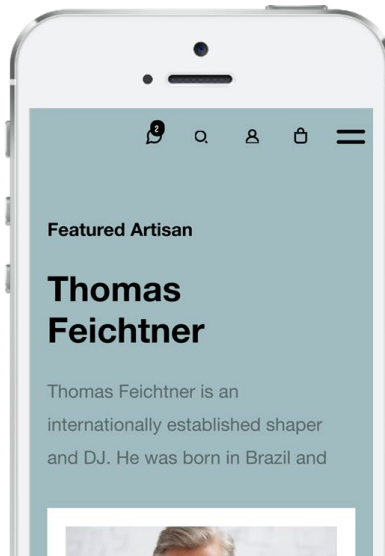 2
Featured Artisan
Thomas
Feichtner
Thomas Feichtner is an
internationally established shaper
and DJ. He was born in Brazil and